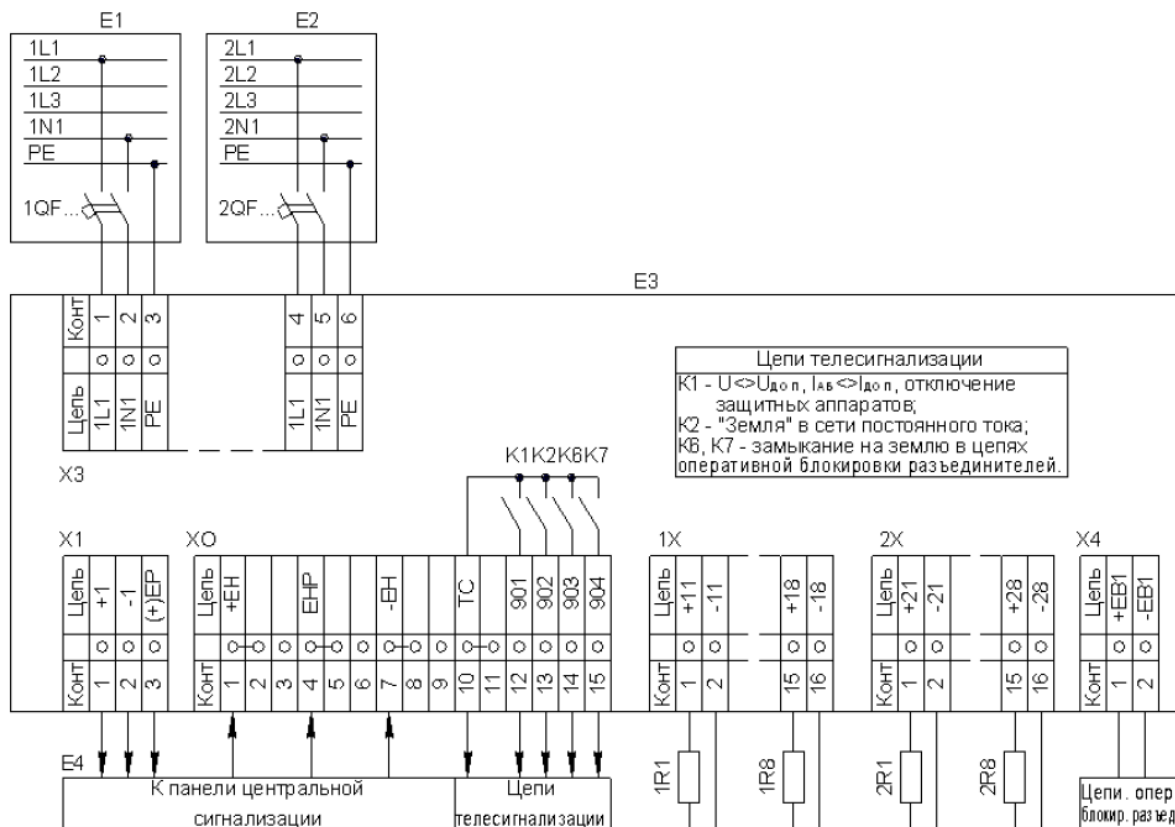 E1
E2
1L1
1L2
1L3
1N1
PE
1QF...
2L1
2L2
2L3
2N1
PE
2QF...
E3
Конт 1 2 3
Цепь 1L1 1N1 PE
4 5 6
1L1 1N1 PE
X3
Цепи телесигнализации
K1 - U<>Uдоп, IАБ<>Iдоп, отключение
защитных аппаратов;
K2 - "Земля" в сети постоянного тока;
K6, K7 - замыкание на землю в цепях
оперативной блокировки разъединителей.
K1 K2 K6 K7
X1
Цепь +1 -1 (+)EP
Конт 1 2 3
XO
Цепь +EH EHP -EH TC 901 902 903 904
Конт 1 2 3 4 5 6 7 8 9 10 11 12 13 14 15
1X
Цепь +11 -11 +18 -18
Конт 1 2 15 16
2X
Цепь +21 -21 +28 -28
Конт 1 2 15 16
X4
Цепь +EB1 -EB1
Конт 1 2
E4
К панели центральной
сигнализации
Цепи
телесигнализации
1R1
1R8
2R1
2R8
Цепи. опер
блокир. разъед